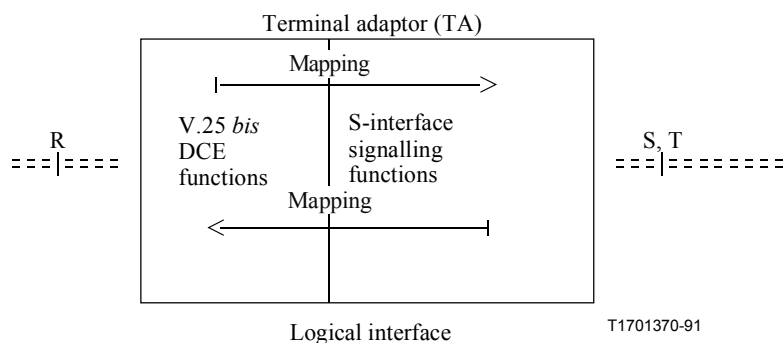 Terminal adaptor (TA)
Mapping
R
V.25 bis
DCE
functions
S-interface
signalling
functions
S, T
Mapping
Logical interface
T1701370-91